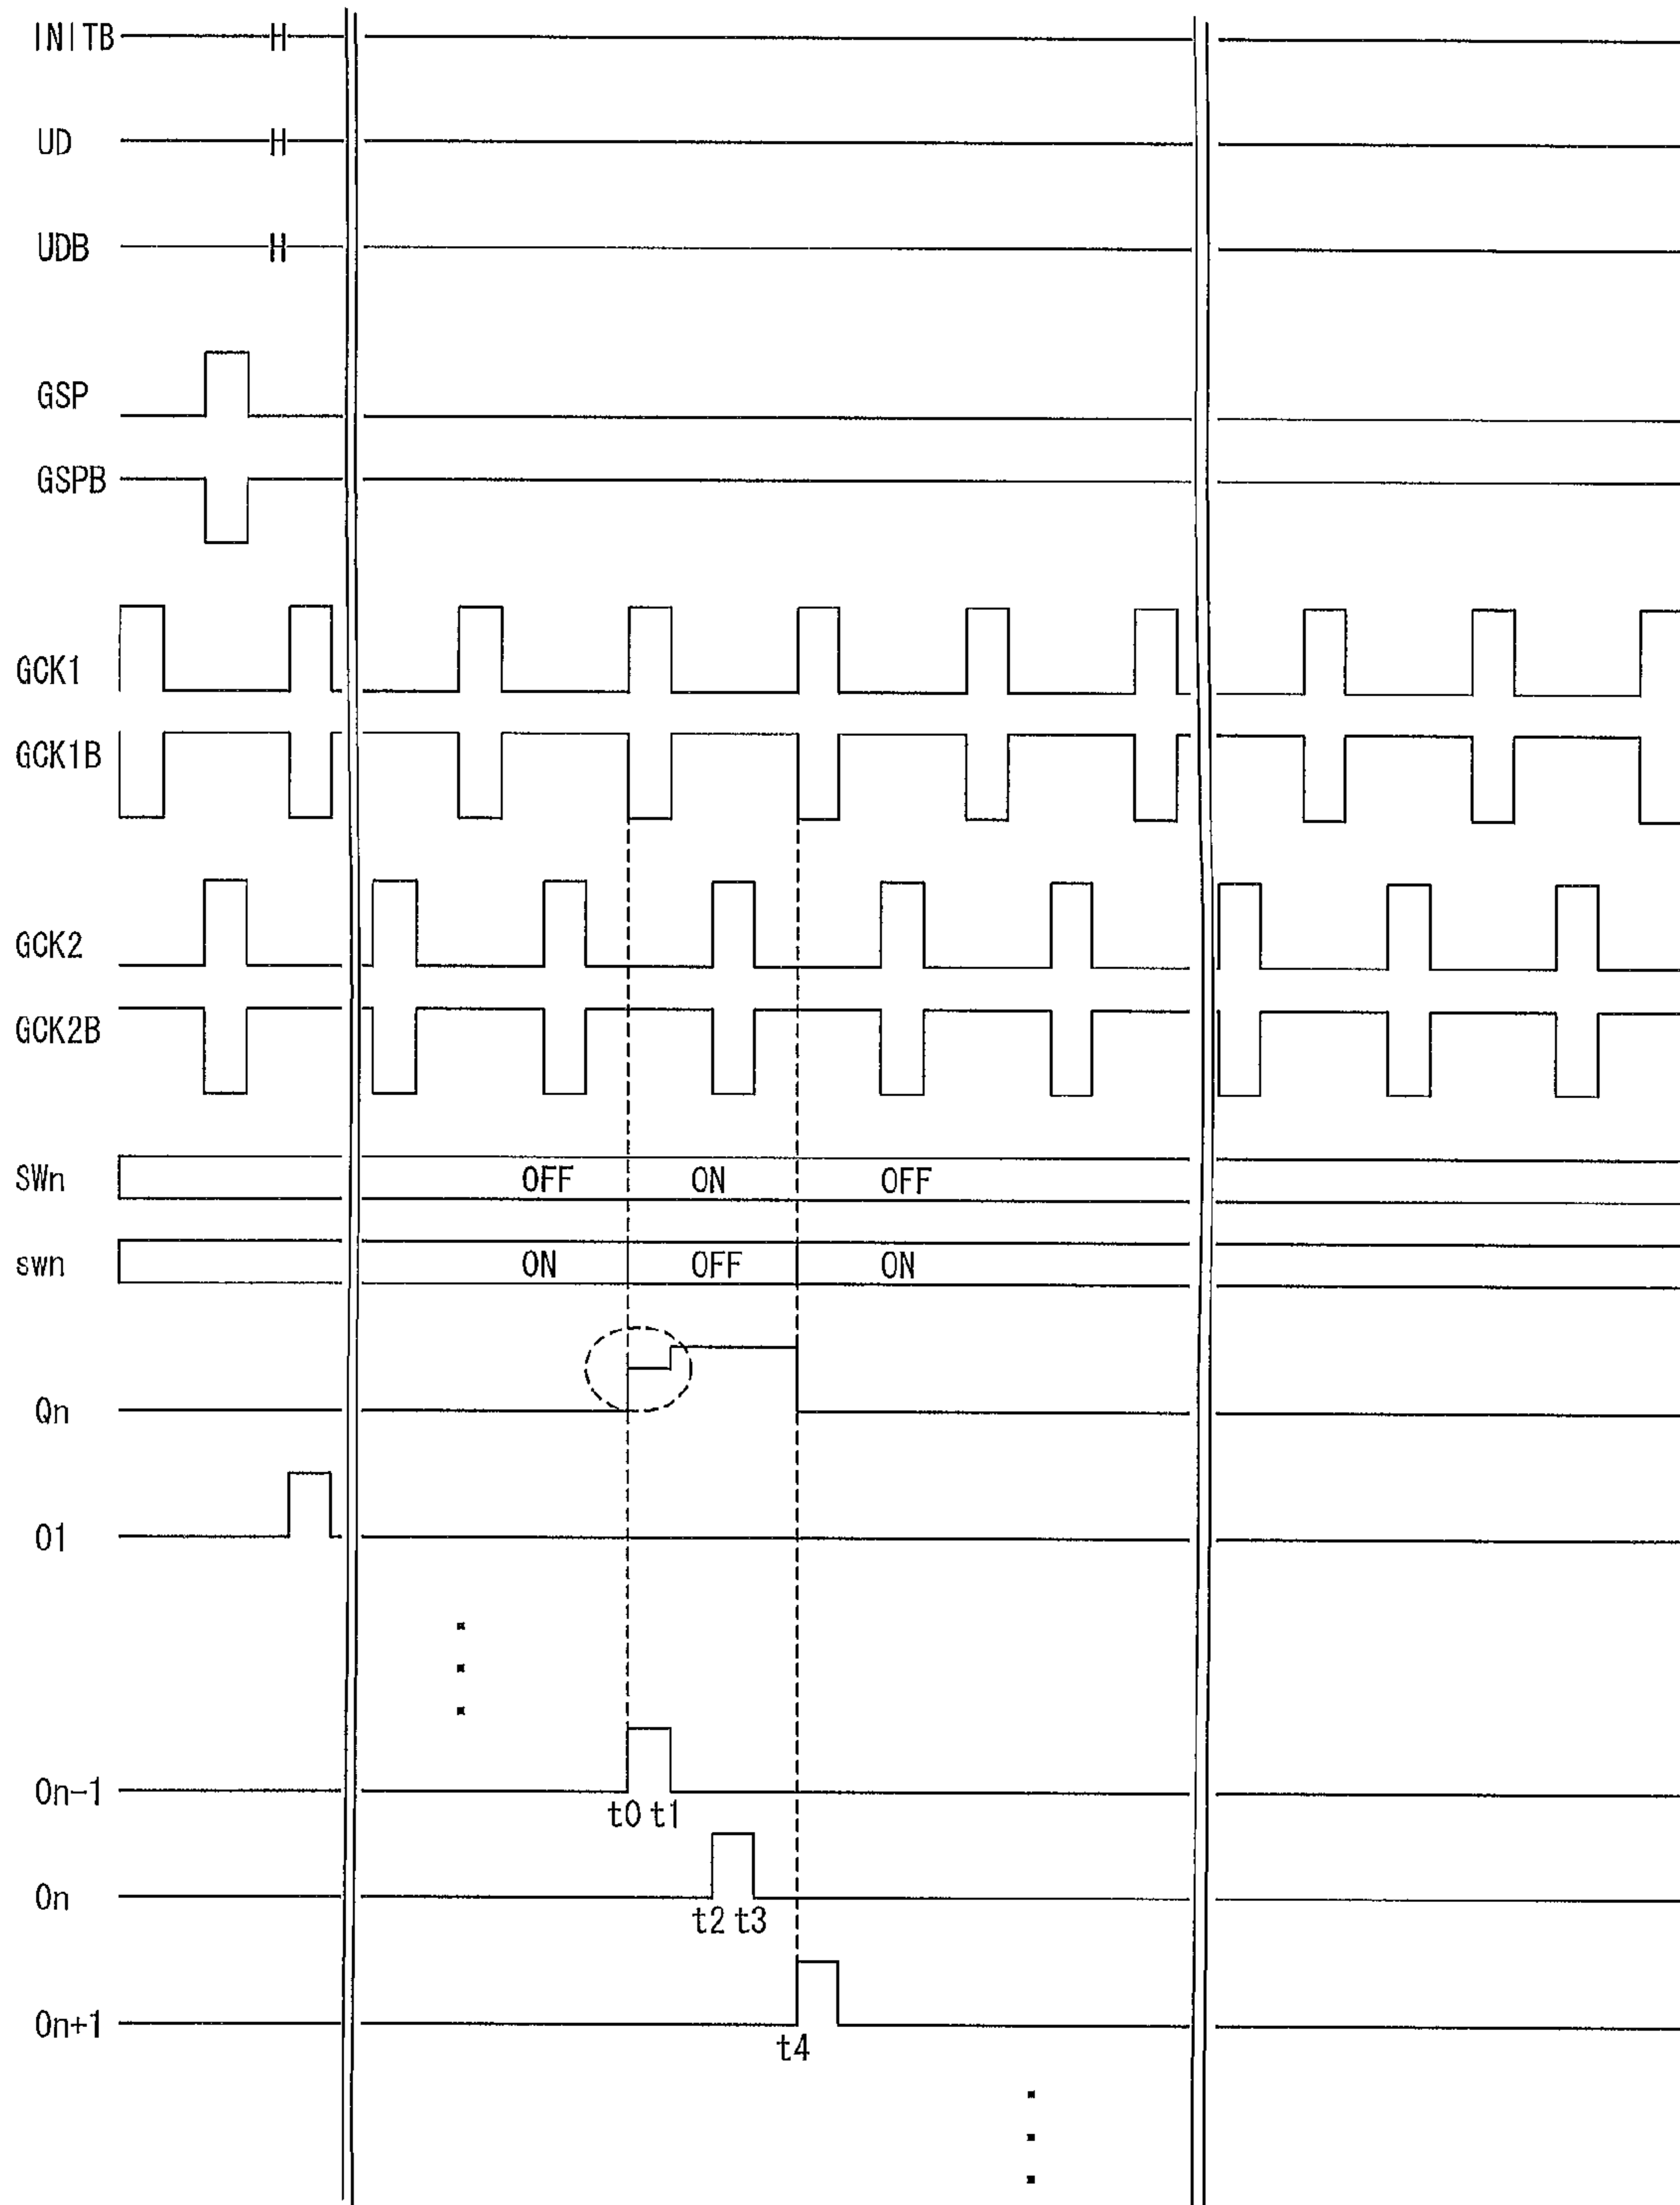 INITB H
UD H
UDB H
GSP
GSPB
GCK1
GCK1B
GCK2
GCK2B
SWn OFF ON OFF
swn ON OFF ON
Qn
O1
On-1
t0 t1
On
t2 t3
On+1
t4